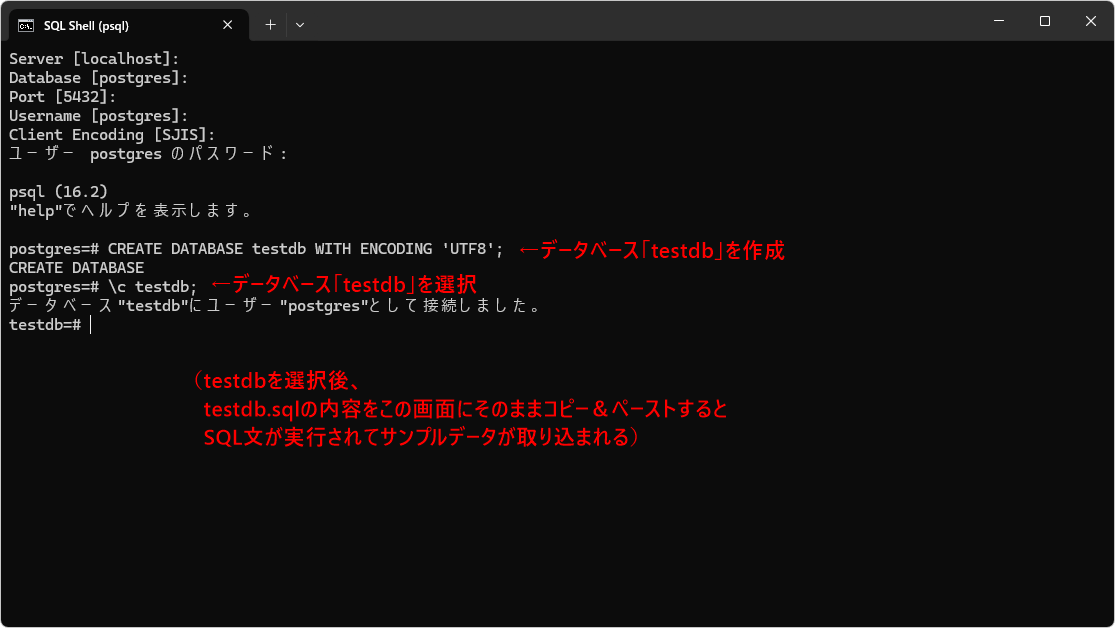 SQL Shell (psql)
Server [localhost]:
Database [postgres]:
Port [5432]:
Username [postgres]:
Client Encoding [SJIS]:
ユーザー postgres のパスワード:
psql (16.2)
"help"でヘルプを表示します。
postgres=# CREATE DATABASE testdb WITH ENCODING 'UTF8'; ←データベース「testdb」を作成
CREATE DATABASE
postgres=# \c testdb; ←データベース「testdb」を選択
データベース"testdb"にユーザー"postgres"として接続しました。
testdb=#
（testdbを選択後、
testdb.sqlの内容をこの画面にそのままコピー＆ペーストすると
SQL文が実行されてサンプルデータが取り込まれる）